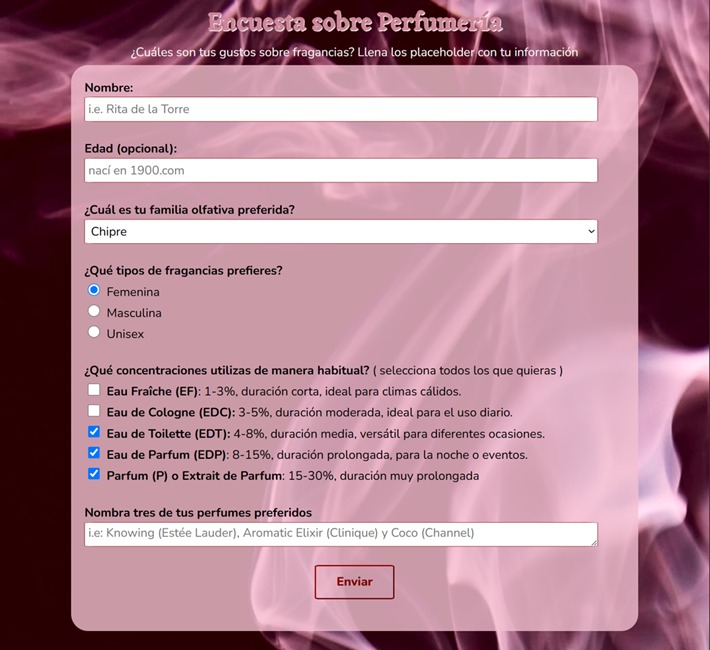 Encuesta sobre Perfumería
¿Cuáles son tus gustos sobre fragancias? Llena los placeholder con tu información
Nombre:
i.e. Rita de la Torre
Edad (opcional):
nací en 1900.com
¿Cuál es tu familia olfativa preferida?
Chipre
¿Qué tipos de fragancias prefieres?
Femenina
Masculina
Unisex
¿Qué concentraciones utilizas de manera habitual? ( selecciona todos los que quieras )
Eau Fraîche (EF): 1-3%, duración corta, ideal para climas cálidos.
Eau de Cologne (EDC): 3-5%, duración moderada, ideal para el uso diario.
Eau de Toilette (EDT): 4-8%, duración media, versátil para diferentes ocasiones.
Eau de Parfum (EDP): 8-15%, duración prolongada, para la noche o eventos.
Parfum (P) o Extrait de Parfum: 15-30%, duración muy prolongada
Nombra tres de tus perfumes preferidos
i.e: Knowing (Estée Lauder), Aromatic Elixir (Clinique) y Coco (Channel)
Enviar